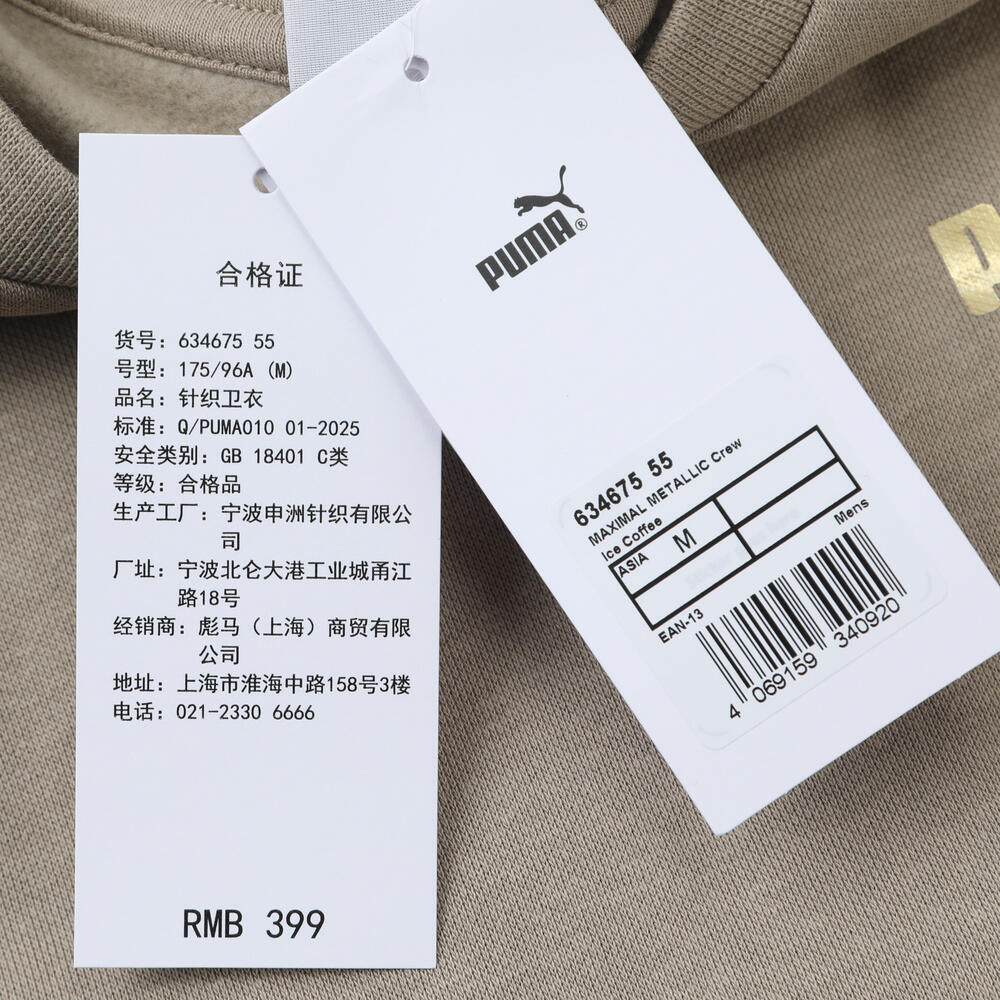 合格证
货号: 634675 55
号型: 175/96A (M)
品名: 针织卫衣
标准: Q/PUMA010 01-2025
安全类别: GB 18401 C类
等级: 合格品
生产工厂: 宁波申洲针织有限公
司
厂址: 宁波北仑大港工业城甬江
路18号
经销商: 彪马（上海）商贸有限
公司
地址: 上海市淮海中路158号3楼
电话: 021-2330 6666
RMB 399
PUMA®
634675 55
MAXIMAL METALLIC Crew
Ice Coffee
ASIA M
Mens
EAN-13
4 069159 340920